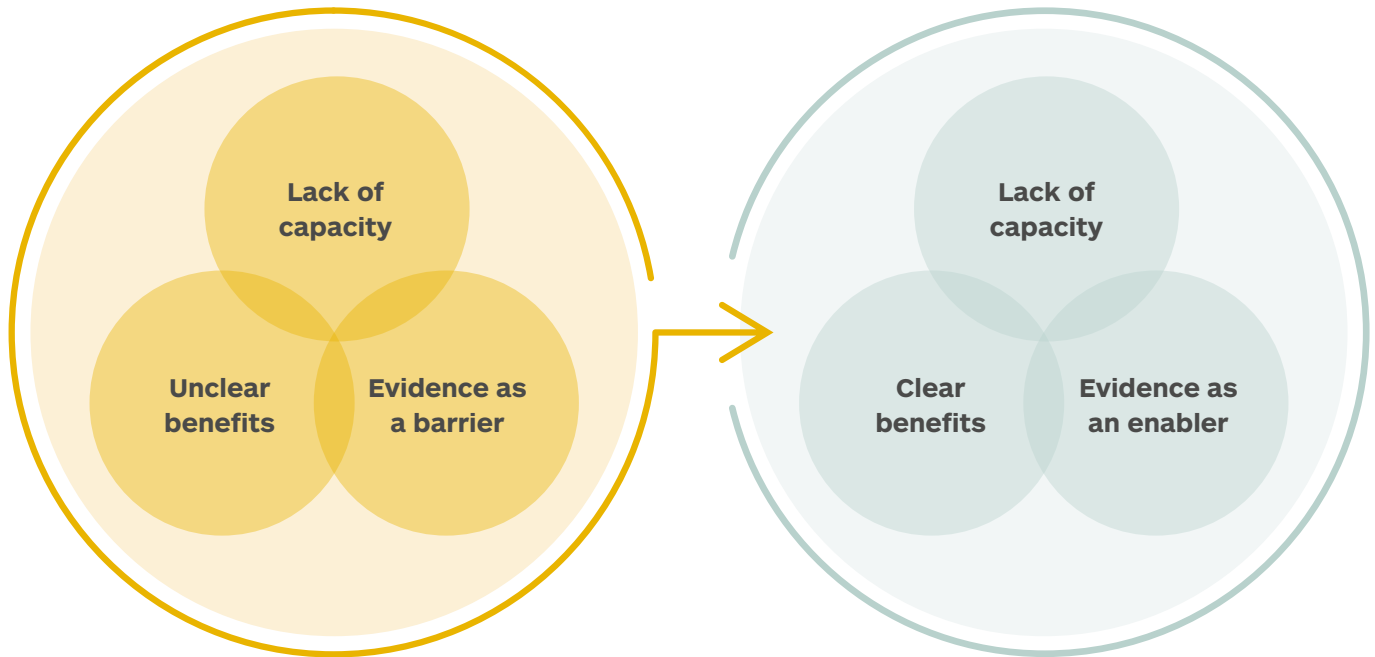 Lack of
capacity
Unclear
benefits
Evidence as
a barrier
Lack of
capacity
Clear
benefits
Evidence as
an enabler